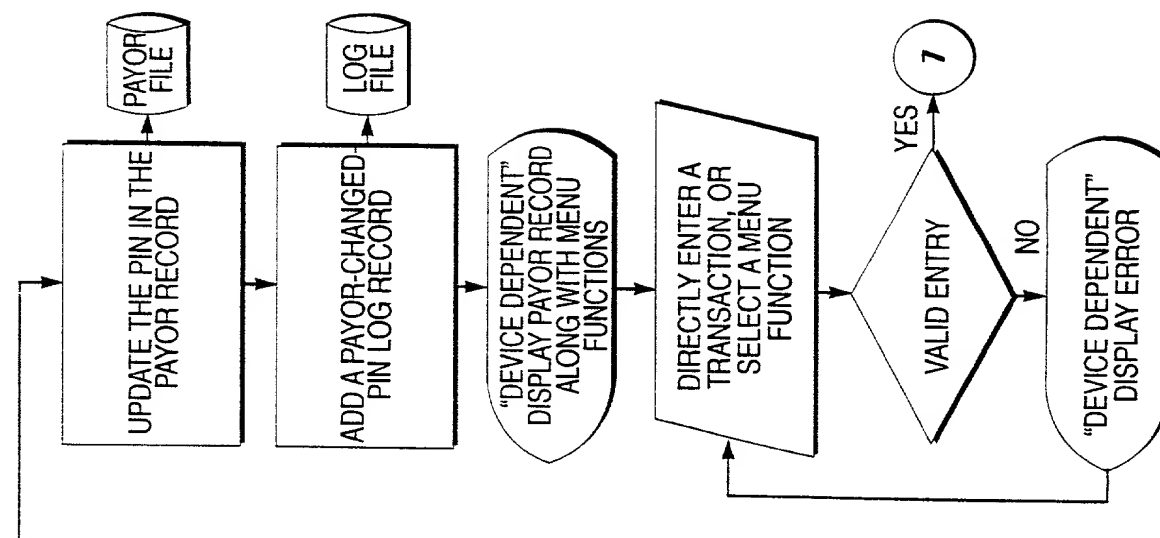 UPDATE THE PIN IN THE
PAYOR RECORD
PAYOR
FILE
ADD A PAYOR-CHANGED
PIN LOG RECORD
LOG
FILE
“DEVICE DEPENDENT”
DISPLAY PAYOR RECORD
ALONG WITH MENU
FUNCTIONS
DIRECTLY ENTER A
TRANSACTION, OR
SELECT A MENU
FUNCTION
VALID ENTRY
YES
7
NO
“DEVICE DEPENDENT”
DISPLAY ERROR